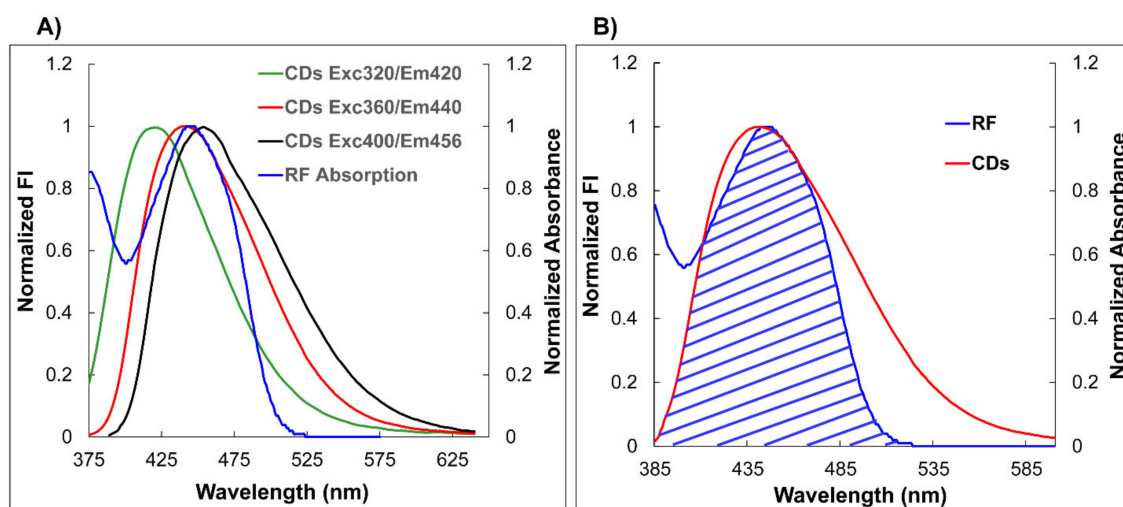 A)
B)
1.2
1
0.8
0.6
0.4
0.2
0
1.2
1
0.8
0.6
0.4
0.2
0
Normalized FI
Normalized Absorbance
CDs Exc320/Em420
CDs Exc360/Em440
CDs Exc400/Em456
RF Absorption
375 425 475 525 575 625
Wavelength (nm)
1.2
1
0.8
0.6
0.4
0.2
0
1.2
1
0.8
0.6
0.4
0.2
0
Normalized FI
Normalized Absorbance
RF
CDs
385 435 485 535 585
Wavelength (nm)